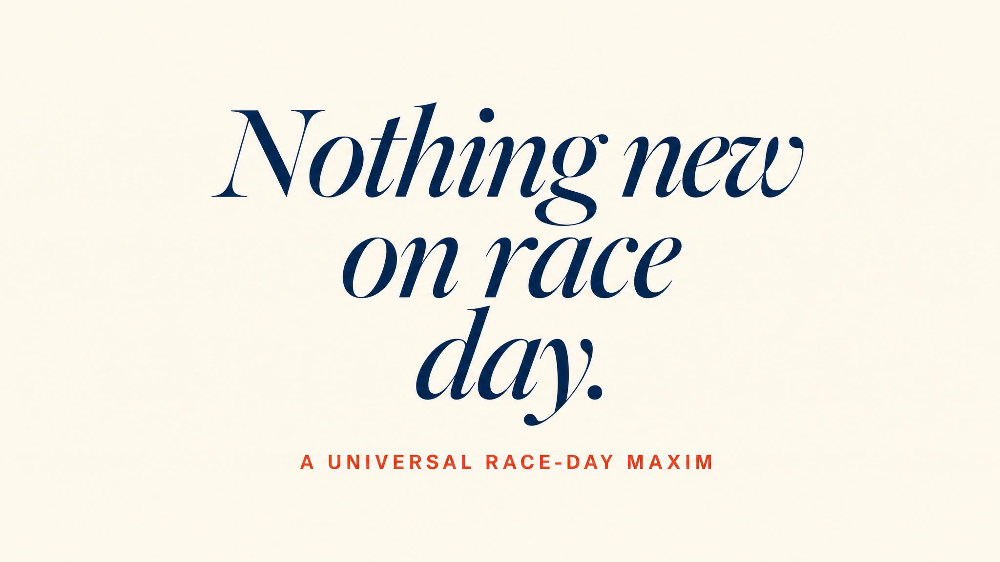 Nothing new
on race
day.
A UNIVERSAL RACE-DAY MAXIM